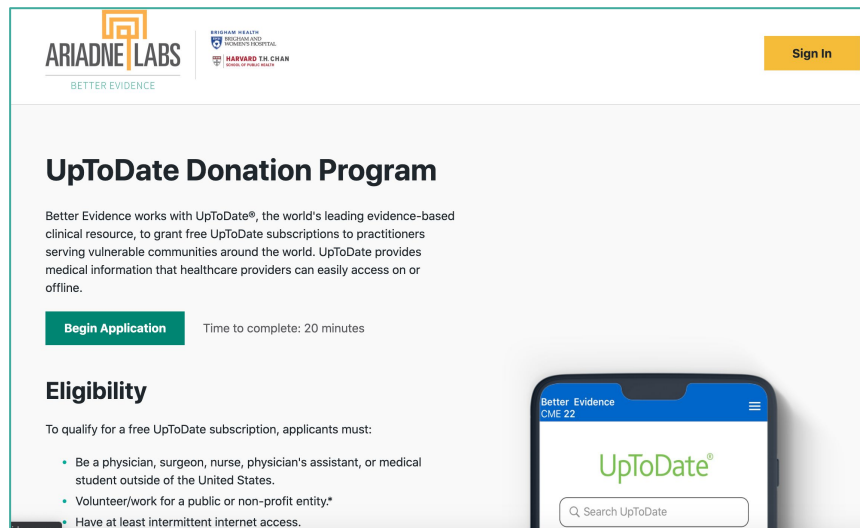 ARIADNE LABS
BETTER EVIDENCE
BRIGHAM HEALTH
BRIGHAM AND
WOMEN'S HOSPITAL
HARVARD T.H. CHAN
SCHOOL OF PUBLIC HEALTH
Sign In
UpToDate Donation Program
Better Evidence works with UpToDate®, the world's leading evidence-based
clinical resource, to grant free UpToDate subscriptions to practitioners
serving vulnerable communities around the world. UpToDate provides
medical information that healthcare providers can easily access on or
offline.
Begin Application
Time to complete: 20 minutes
Eligibility
To qualify for a free UpToDate subscription, applicants must:
• Be a physician, surgeon, nurse, physician's assistant, or medical
student outside of the United States.
• Volunteer/work for a public or non-profit entity.*
• Have at least intermittent internet access.
Better Evidence
CME 22
UpToDate®
Search UpToDate